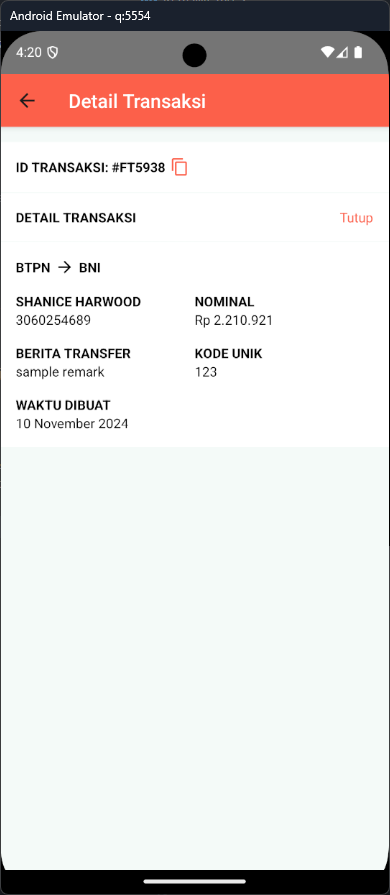 Android Emulator - q:5554
4:20
Detail Transaksi
ID TRANSAKSI: #FT5938
DETAIL TRANSAKSI Tutup
BTPN → BNI
SHANICE HARWOOD NOMINAL
3060254689 Rp 2.210.921
BERITA TRANSFER KODE UNIK
sample remark 123
WAKTU DIBUAT
10 November 2024